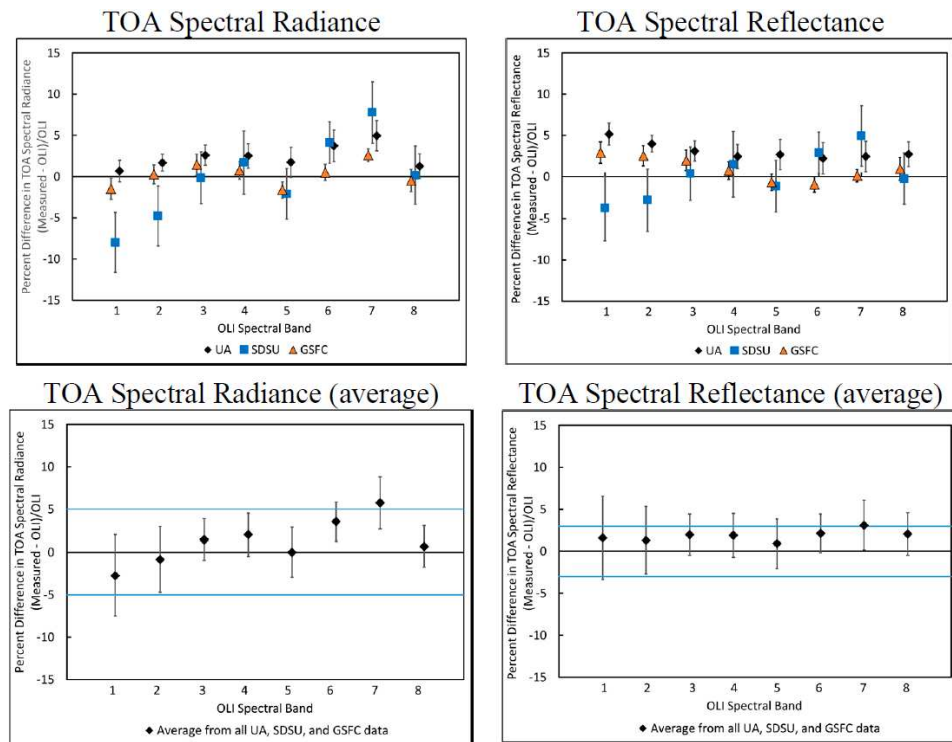 TOA Spectral Radiance
Percent Difference in TOA Spectral Radiance
(Measured - OLI)/OLI
15
10
5
0
-5
-10
-15
1 2 3 4 5 6 7 8
OLI Spectral Band
UA SDSU GSFC
TOA Spectral Reflectance
Percent Difference in TOA Spectral Reflectance
(Measured - OLI)/OLI
15
10
5
0
-5
-10
-15
1 2 3 4 5 6 7 8
OLI Spectral Band
UA SDSU GSFC
TOA Spectral Radiance (average)
Percent Difference in TOA Spectral Radiance
(Measured - OLI)/OLI
15
10
5
0
-5
-10
-15
1 2 3 4 5 6 7 8
OLI Spectral Band
Average from all UA, SDSU, and GSFC data
TOA Spectral Reflectance (average)
Percent Difference in TOA Spectral Reflectance
(Measured - OLI)/OLI
15
10
5
0
-5
-10
-15
1 2 3 4 5 6 7 8
OLI Spectral Band
Average from all UA, SDSU, and GSFC data